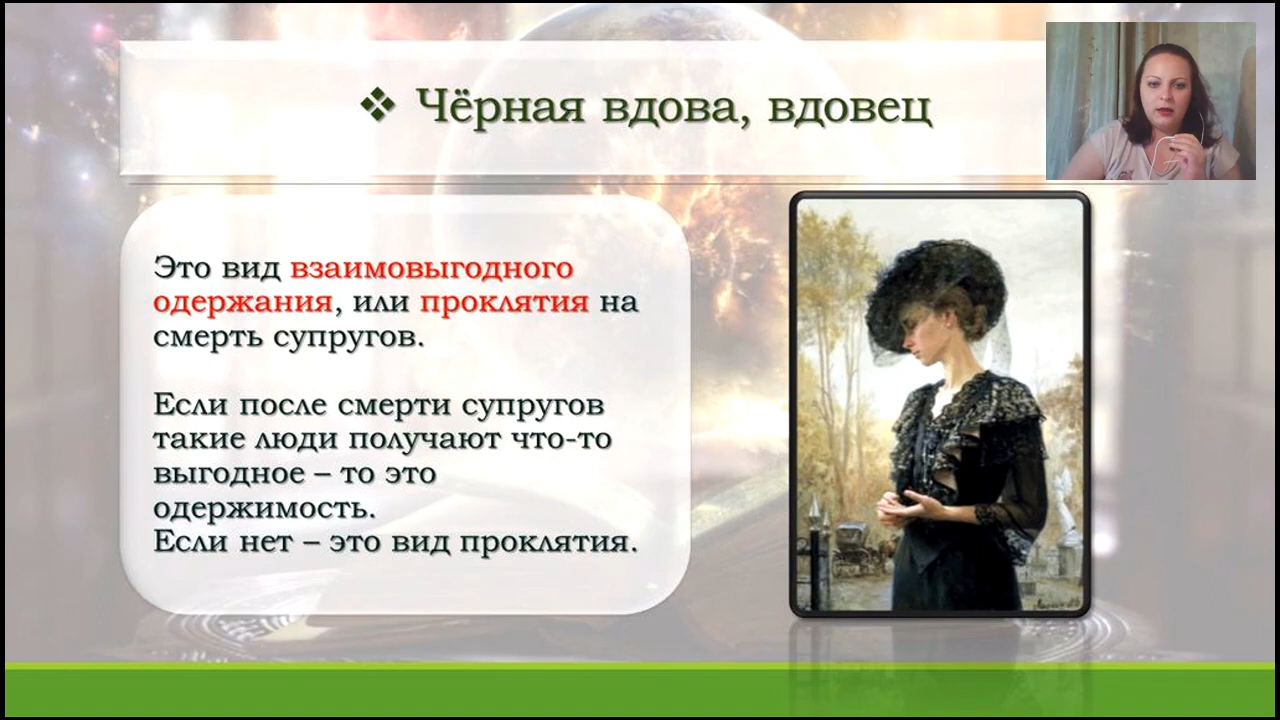 ❖ Чёрная вдова, вдовец
Это вид взаимовыгодного
одержания, или проклятия на
смерть супругов.
Если после смерти супругов
такие люди получают что-то
выгодное – то это
одержимость.
Если нет – это вид проклятия.